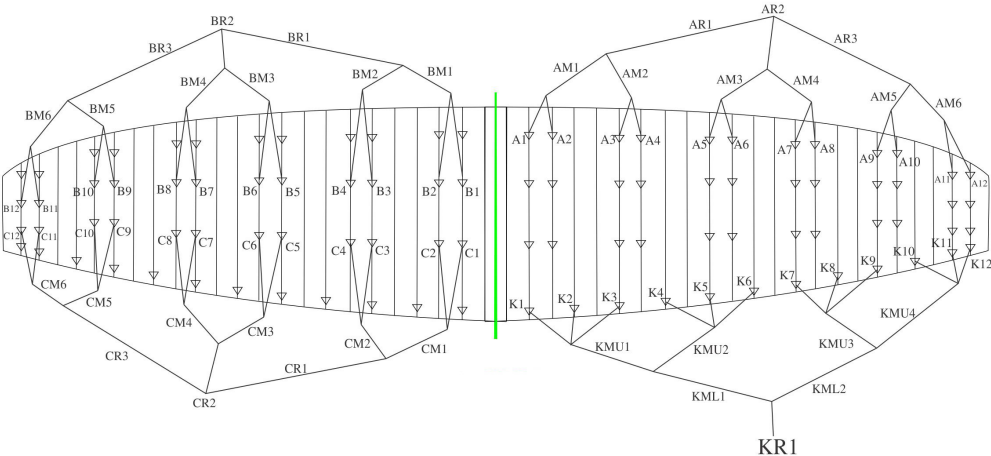 AR2
BR2
AR1
BR1
AR3
BR3
AM1
BM2
BM1
AM2
AM3
AM4
BM4
BM3
AM5
AM6
BM6
BM5
A1
A2
A3
A4
A5
A6
A7
A8
A9
A10
A11
A12
B12
B11
B10
B9
B8
B7
B6
B5
B4
B3
B2
B1
C12
C11
C10
C9
C8
C7
C6
C5
C4
C3
C2
C1
K1
K2
K3
K4
K5
K6
K7
K8
K9
K10
K11
K12
CM6
CM5
CM4
CM3
CM2
CM1
KMU1
KMU2
KMU3
KMU4
CR3
CR1
CR2
KML1
KML2
KR1